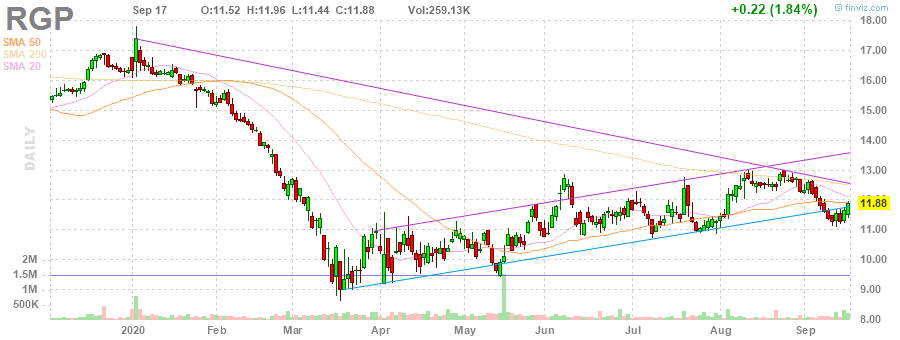 RGP
Sep 17 O:11.52 H:11.96 L:11.44 C:11.88 Vol:259.13K +0.22 (1.84%)
© finviz.com
SMA 50
SMA 200
SMA 20
DAILY
18.00
17.00
16.00
15.00
14.00
13.00
12.00
11.88
11.00
10.00
9.00
8.00
2M
1.5M
1M
500K
2020 Feb Mar Apr May Jun Jul Aug Sep